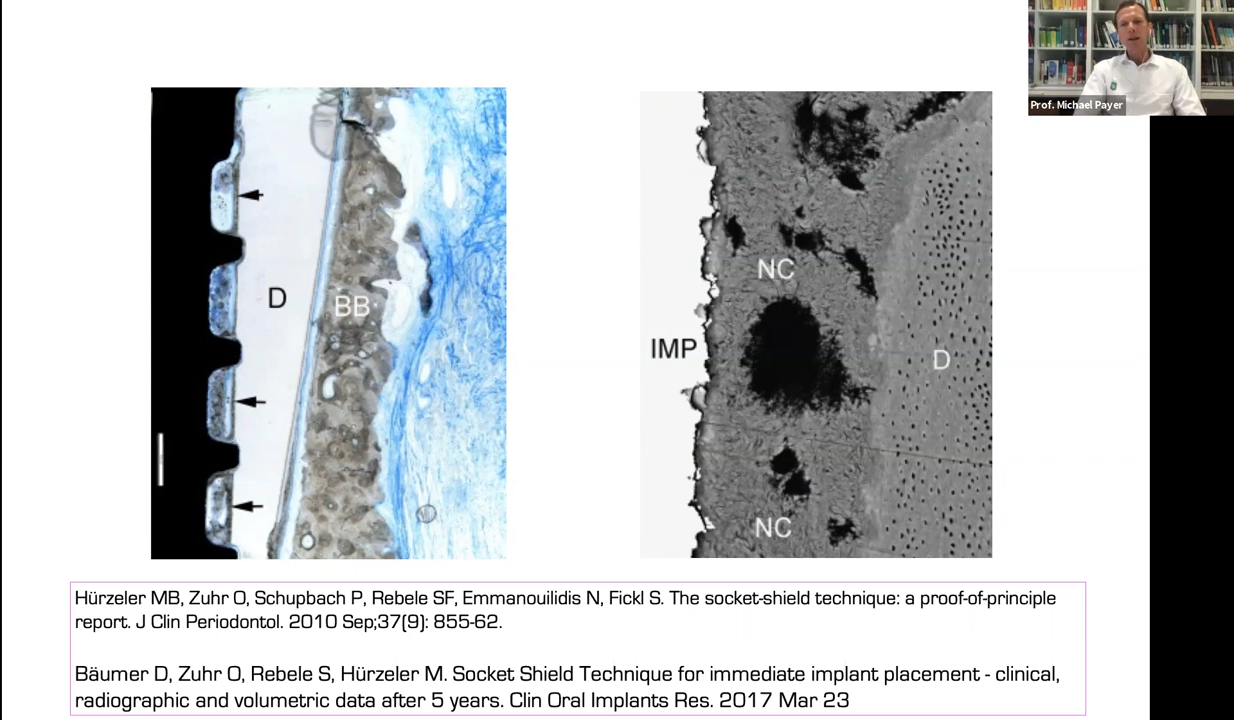 Prof. Michael Payer
D
BB
NC
IMP
D
NC
Hürzeler MB, Zuhr O, Schupbach P, Rebele SF, Emmanouilidis N, Fickl S. The socket-shield technique: a proof-of-principle
report. J Clin Periodontol. 2010 Sep;37(9): 855-62.
Bäumer D, Zuhr O, Rebele S, Hürzeler M. Socket Shield Technique for immediate implant placement - clinical,
radiographic and volumetric data after 5 years. Clin Oral Implants Res. 2017 Mar 23